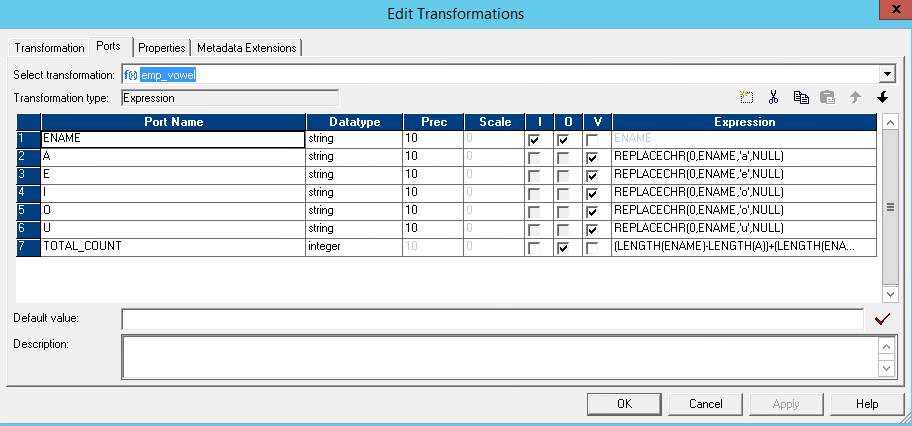 Edit Transformations
x
Transformation Ports Properties Metadata Extensions
Select transformation: f(x) emp_vowel
Transformation type: Expression
Port Name Datatype Prec Scale I O V Expression
1 ENAME string 10 0 ENAME
2 A string 10 0 REPLACECHR(0,ENAME,'a',NULL)
3 E string 10 0 REPLACECHR(0,ENAME,'e',NULL)
4 I string 10 0 REPLACECHR(0,ENAME,'o',NULL)
5 O string 10 0 REPLACECHR(0,ENAME,'o',NULL)
6 U string 10 0 REPLACECHR(0,ENAME,'u',NULL)
7 TOTAL_COUNT integer 10 0 (LENGTH(ENAME)-LENGTH(A))+(LENGTH(ENA...
Default value:
Description:
OK Cancel Apply Help